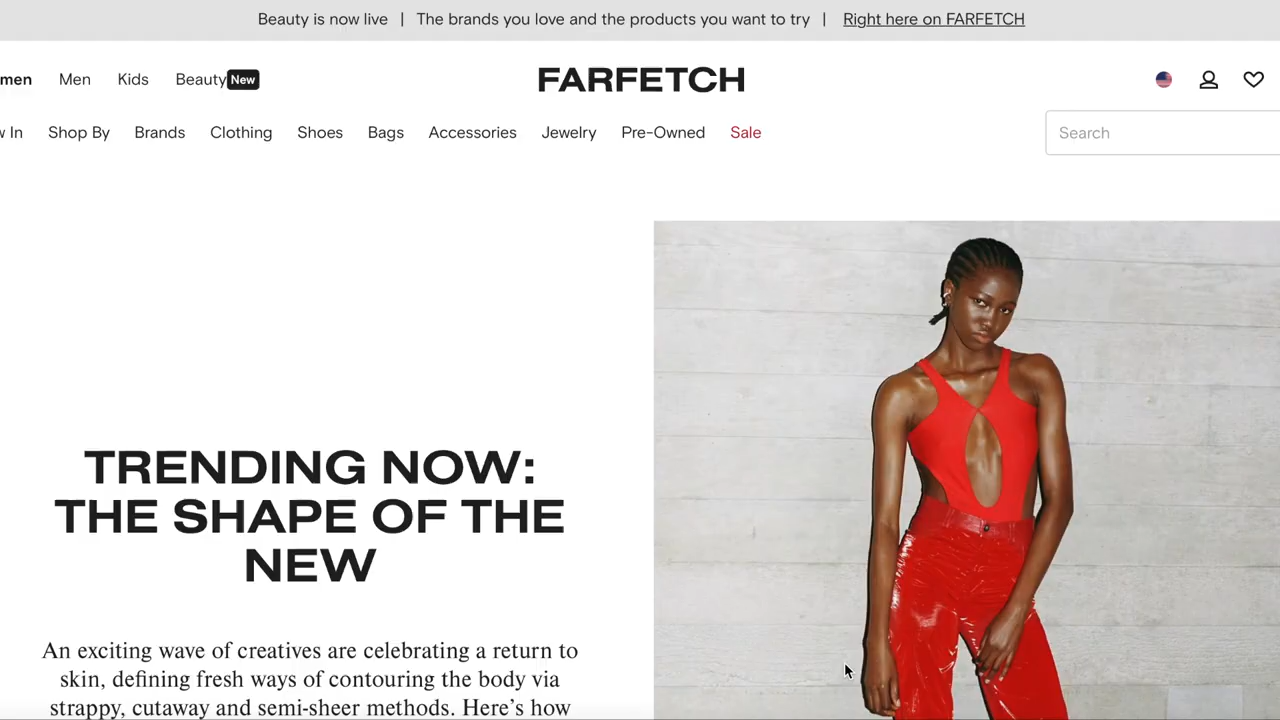 Beauty is now live | The brands you love and the products you want to try | Right here on FARFETCH
men Men Kids Beauty New FARFETCH
w In Shop By Brands Clothing Shoes Bags Accessories Jewelry Pre-Owned Sale Search
TRENDING NOW:
THE SHAPE OF THE
NEW
An exciting wave of creatives are celebrating a return to
skin, defining fresh ways of contouring the body via
strappy, cutaway and semi-sheer methods. Here's how